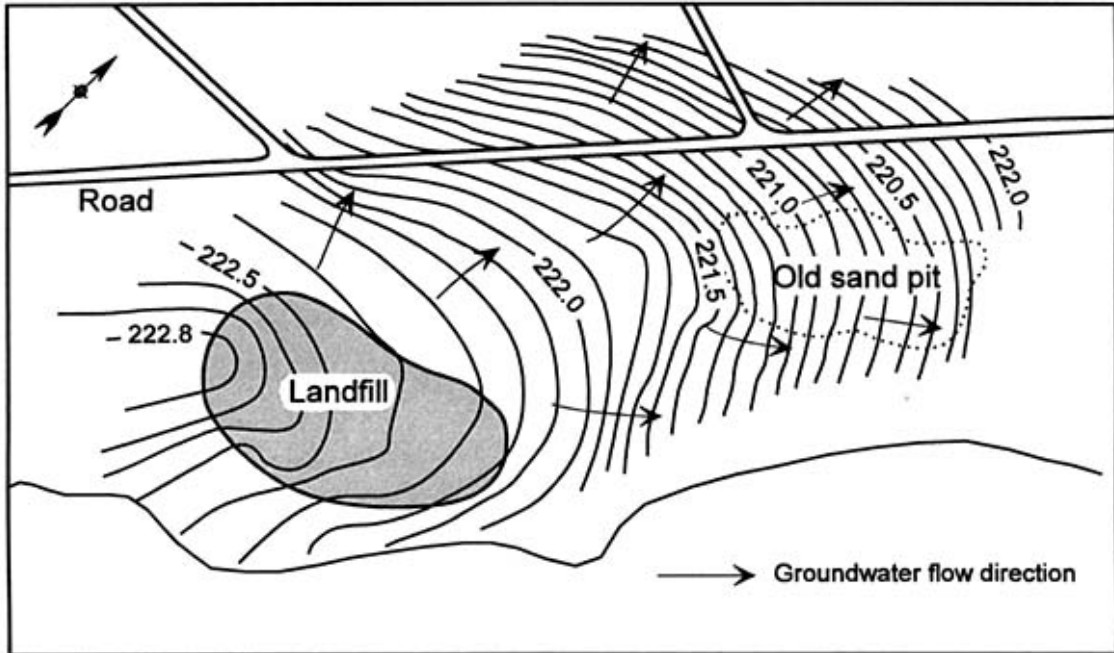 Road
221.0
220.5
222.0
– 222.5
222.0
221.5
Old sand pit
– 222.8
Landfill
Groundwater flow direction